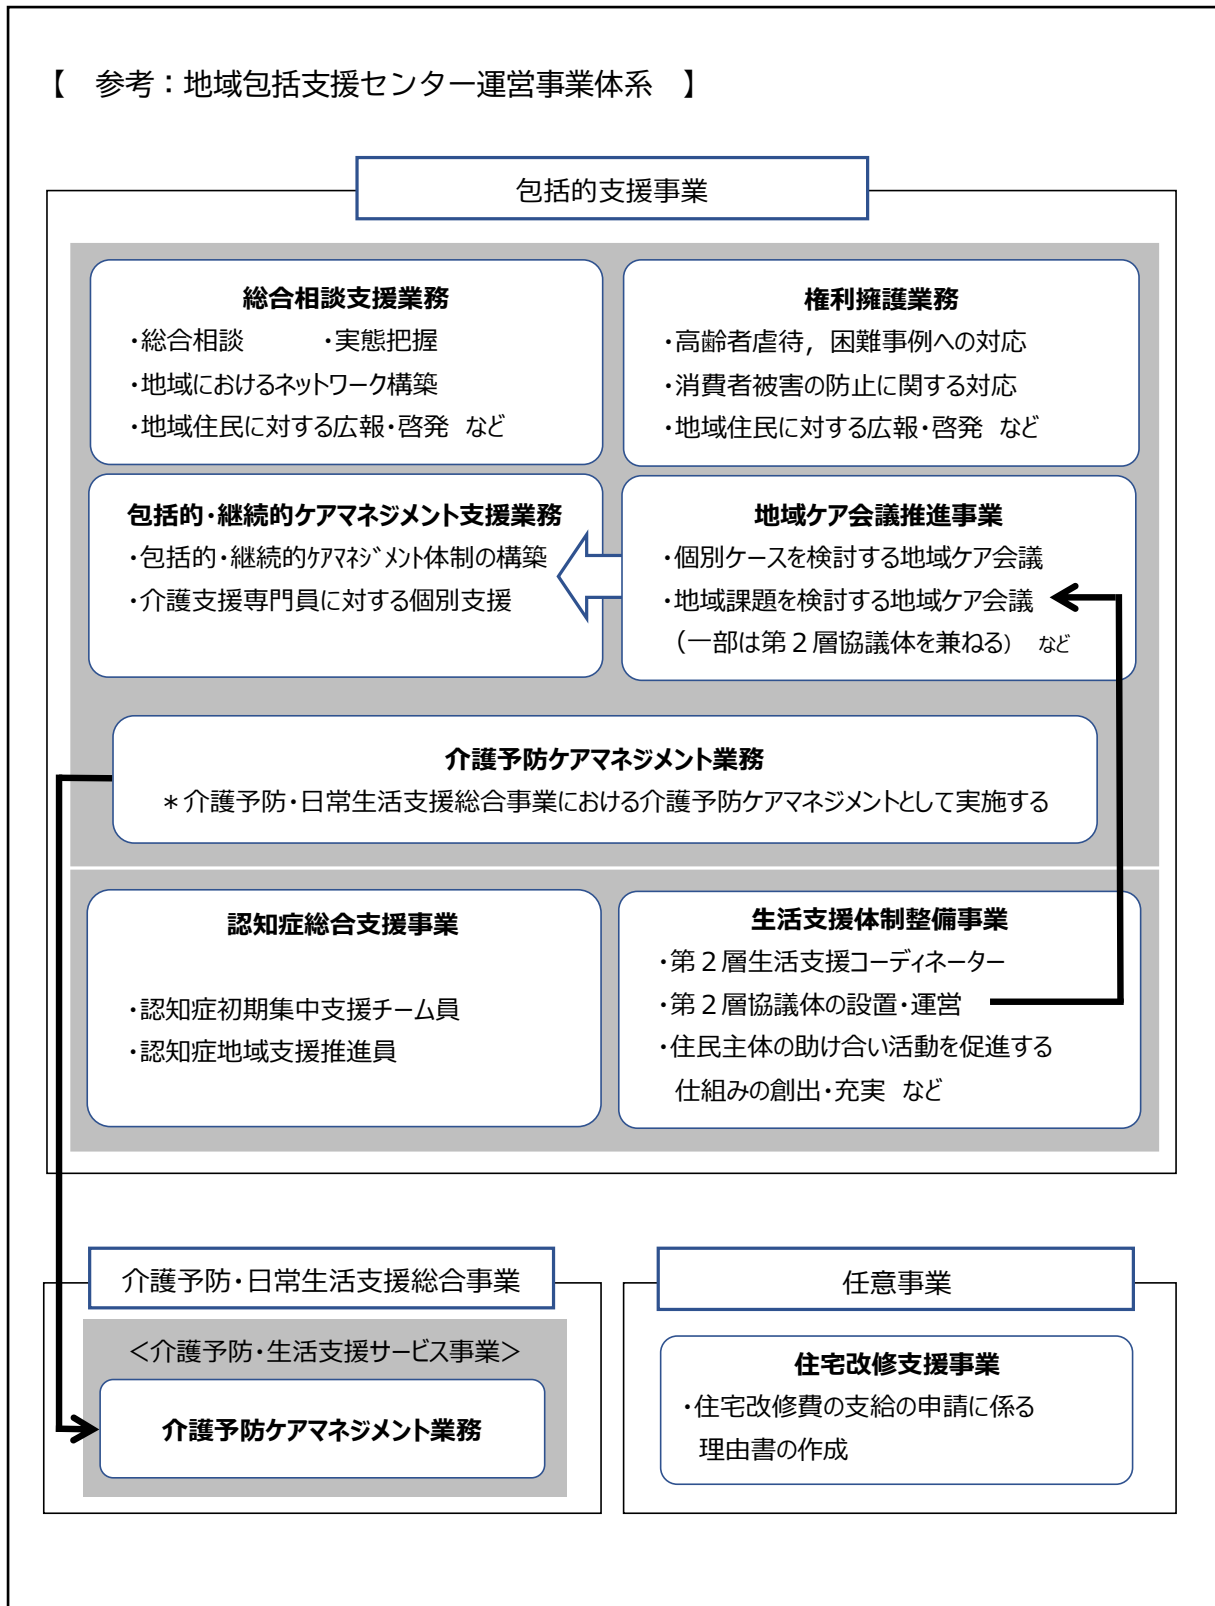 【　参考：地域包括支援センター運営事業体系　】
包括的支援事業
総合相談支援業務
・総合相談　　・実態把握
・地域におけるネットワーク構築
・地域住民に対する広報・啓発　など
権利擁護業務
・高齢者虐待，困難事例への対応
・消費者被害の防止に関する対応
・地域住民に対する広報・啓発　など
包括的・継続的ケアマネジメント支援業務
・包括的・継続的ｹｱﾏﾈｼﾞﾒﾝﾄ体制の構築
・介護支援専門員に対する個別支援
地域ケア会議推進事業
・個別ケースを検討する地域ケア会議
・地域課題を検討する地域ケア会議
（一部は第２層協議体を兼ねる）　など
介護予防ケアマネジメント業務
＊介護予防・日常生活支援総合事業における介護予防ケアマネジメントとして実施する
認知症総合支援事業
・認知症初期集中支援チーム員
・認知症地域支援推進員
生活支援体制整備事業
・第２層生活支援コーディネーター
・第２層協議体の設置・運営
・住民主体の助け合い活動を促進する
仕組みの創出・充実　など
介護予防・日常生活支援総合事業
＜介護予防・生活支援サービス事業＞
介護予防ケアマネジメント業務
任意事業
住宅改修支援事業
・住宅改修費の支給の申請に係る
理由書の作成